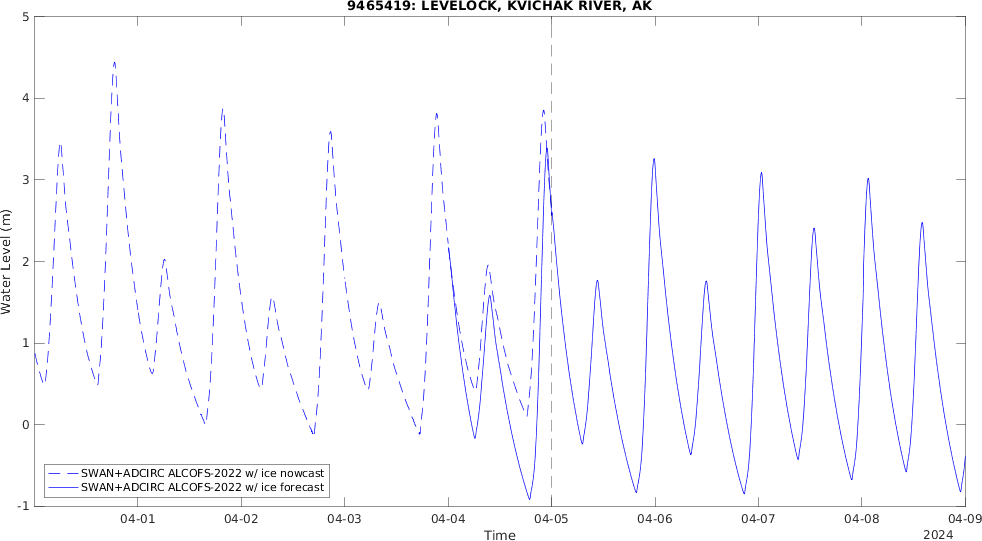 9465419: LEVELOCK, KVICHAK RIVER, AK
5
4
3
2
1
0
-1
Water Level (m)
SWAN+ADCIRC ALCOFS-2022 w/ ice nowcast
SWAN+ADCIRC ALCOFS-2022 w/ ice forecast
04-01 04-02 04-03 04-04 04-05 04-06 04-07 04-08 04-09
Time
2024